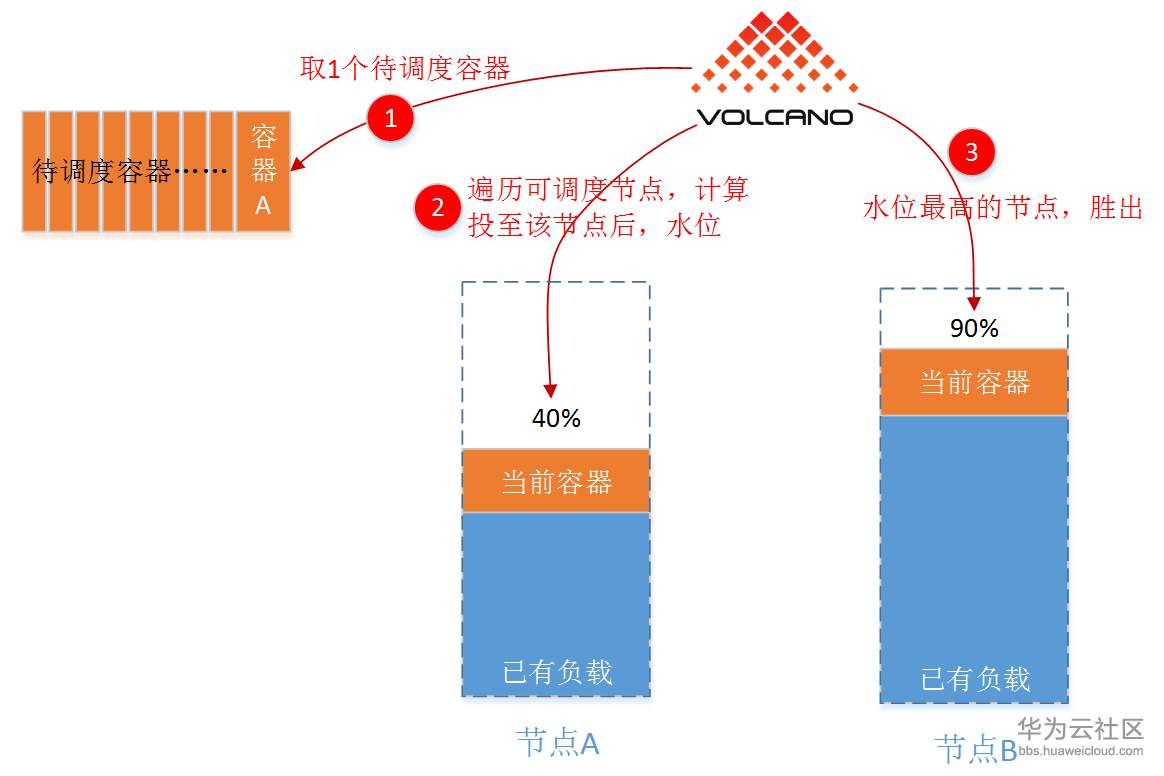 取1个待调度容器
1
VOLCANO
待调度容器……
容
器
A
2
遍历可调度节点，计算
投至该节点后，水位
3
水位最高的节点，胜出
40%
当前容器
已有负载
节点A
90%
当前容器
已有负载
节点B
华为云社区
bbs.huaweicloud.com